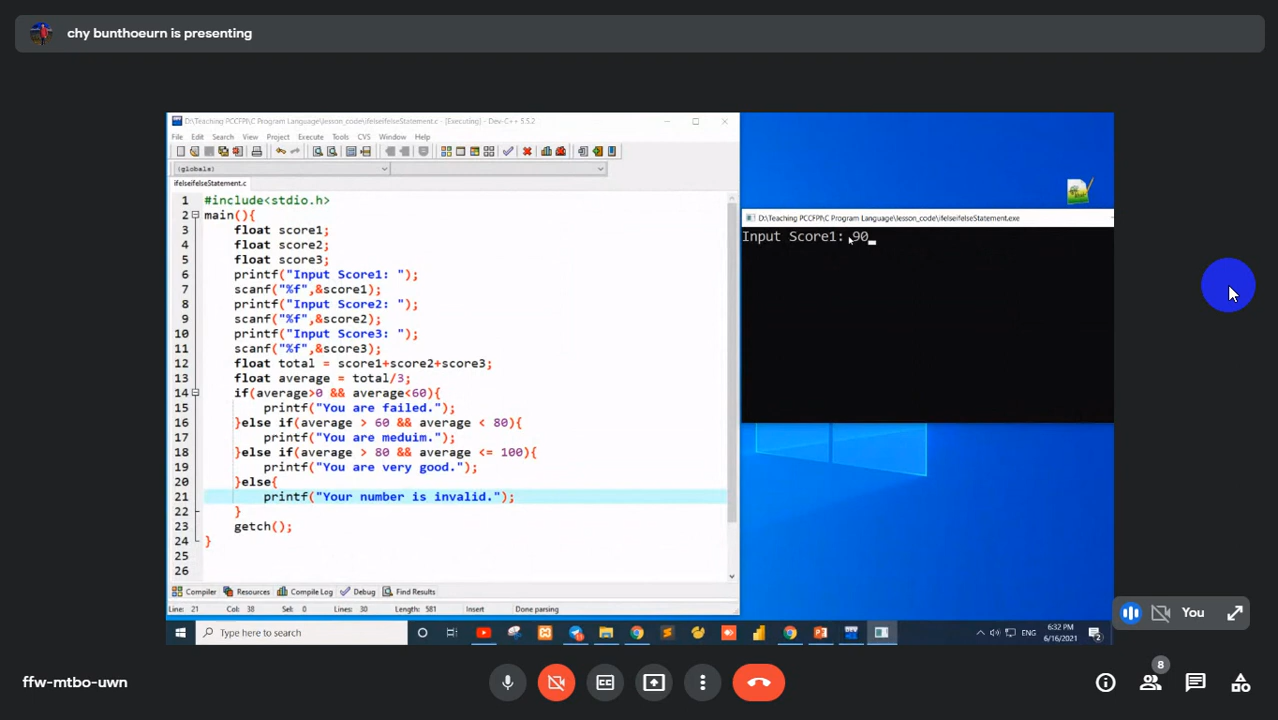 chy bunthoeurn is presenting
D:\Teaching PCCFPI\C Program Language\lesson_code\ifelseifelseStatement.c - [Executing] - Dev-C++ 5.5.2
File Edit Search View Project Execute Tools CVS Window Help
(globals)
ifelseifelseStatement.c
1 #include<stdio.h>
2 main(){
3 float score1;
4 float score2;
5 float score3;
6 printf("Input Score1: ");
7 scanf("%f",&score1);
8 printf("Input Score2: ");
9 scanf("%f",&score2);
10 printf("Input Score3: ");
11 scanf("%f",&score3);
12 float total = score1+score2+score3;
13 float average = total/3;
14 if(average>0 && average<60){
15 printf("You are failed.");
16 }else if(average > 60 && average < 80){
17 printf("You are meduim.");
18 }else if(average > 80 && average <= 100){
19 printf("You are very good.");
20 }else{
21 printf("Your number is invalid.");
22 }
23 getch();
24 }
25
26
Compiler Resources Compile Log Debug Find Results
Line: 21 Col: 38 Sel: 0 Lines: 30 Length: 581 Insert Done parsing
D:\Teaching PCCFPI\C Program Language\lesson_code\ifelseifelseStatement.exe
Input Score1: 90_
You
Type here to search
ENG
6:32 PM
6/16/2021
2
ffw-mtbo-uwn
8